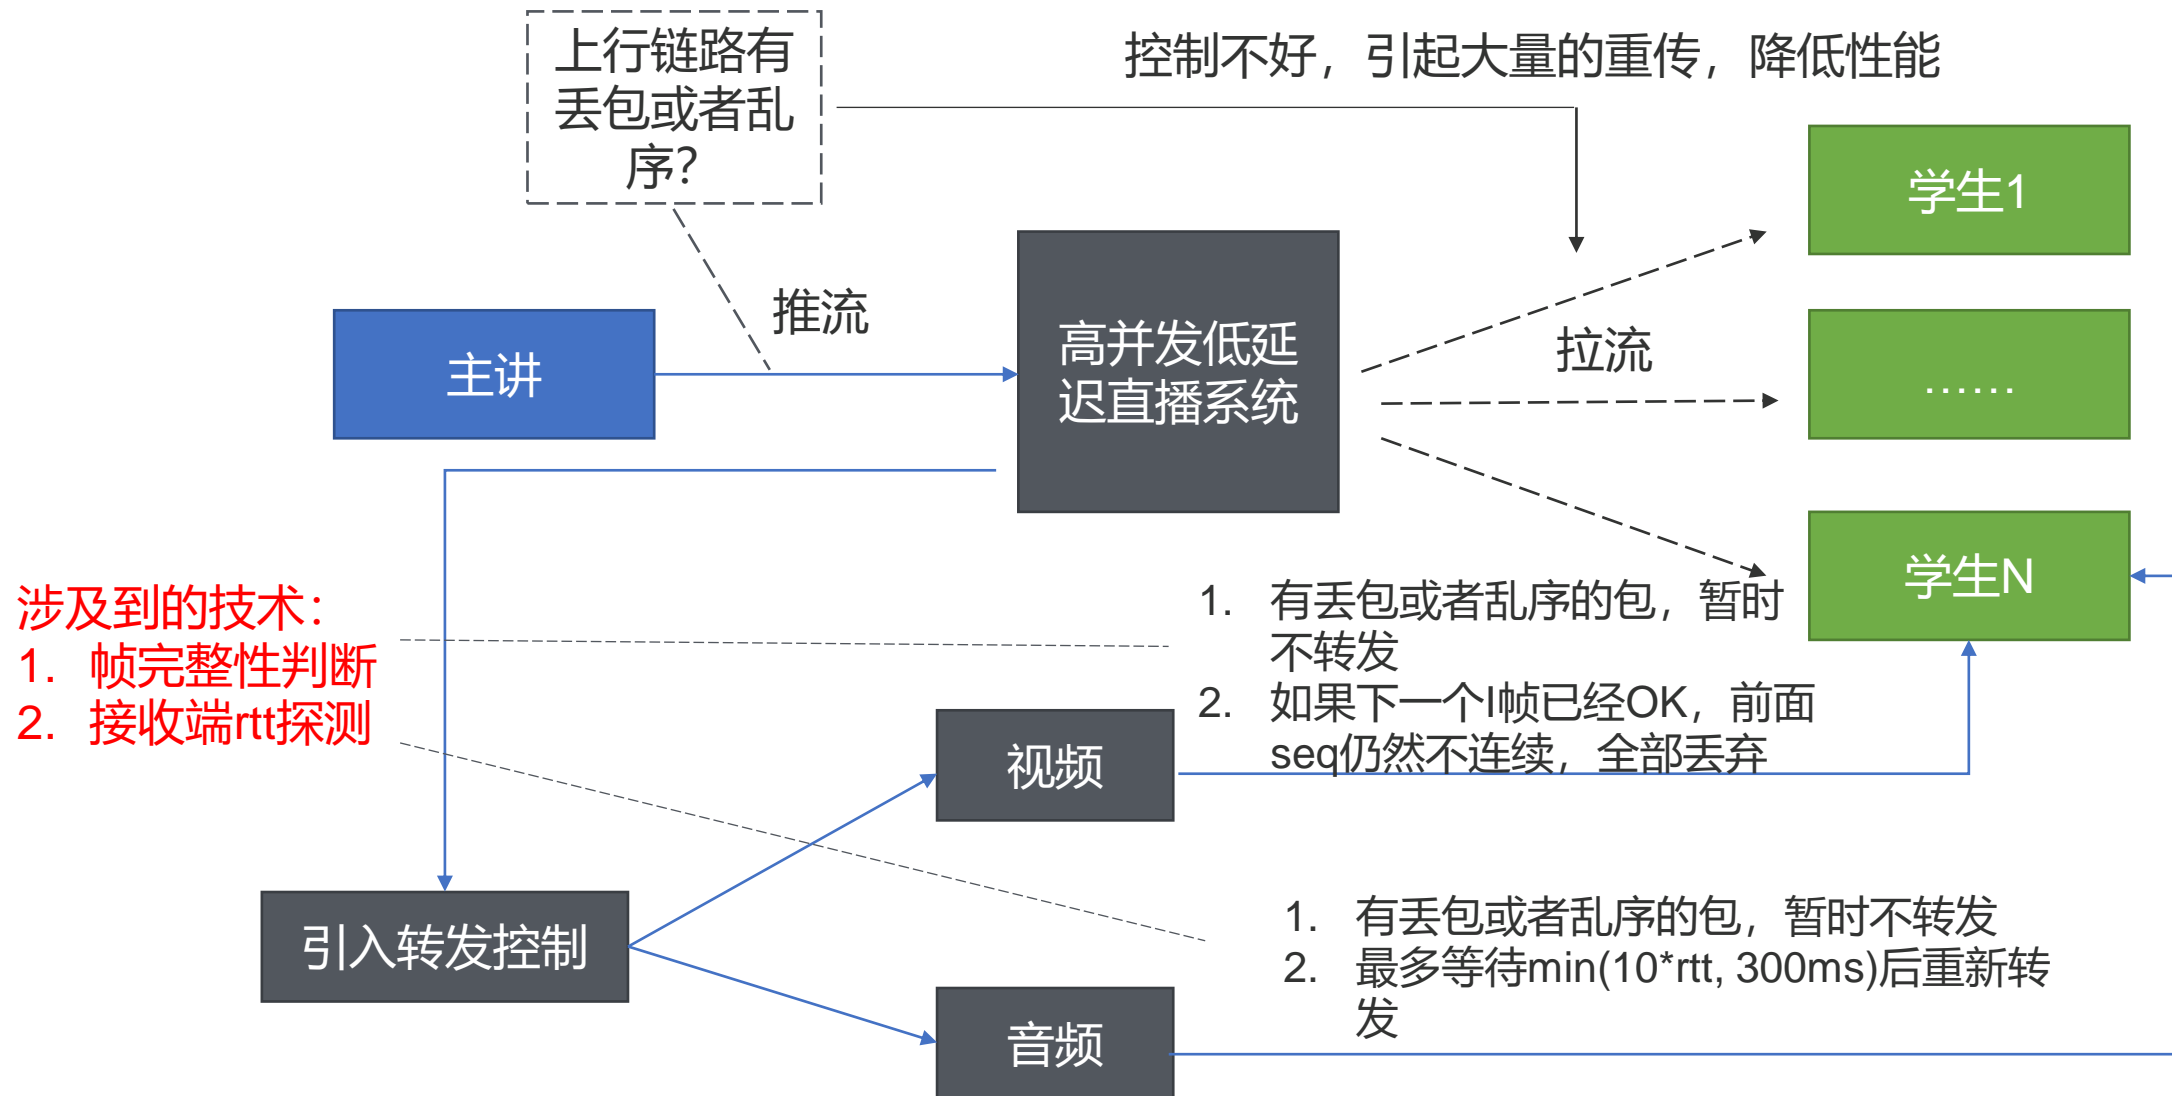 上行链路有
丢包或者乱
序?
控制不好，引起大量的重传，降低性能
学生1
推流
主讲
高并发低延
迟直播系统
拉流
……
学生N
涉及到的技术：
1. 帧完整性判断
2. 接收端rtt探测
1. 有丢包或者乱序的包，暂时
不转发
2. 如果下一个I帧已经OK，前面
seq仍然不连续，全部丢弃
视频
引入转发控制
1. 有丢包或者乱序的包，暂时不转发
2. 最多等待min(10*rtt, 300ms)后重新转
发
音频